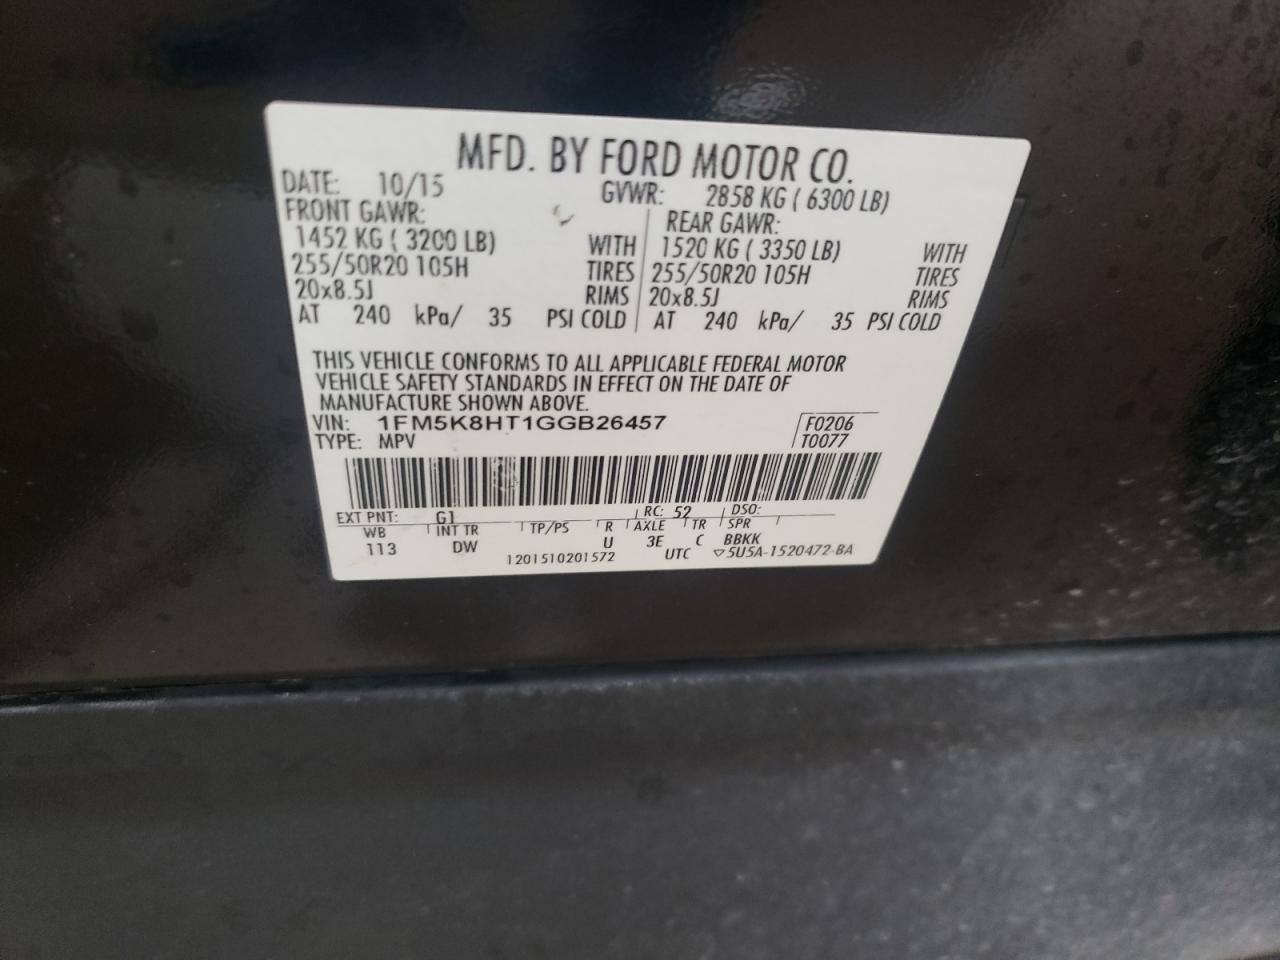 MFD. BY FORD MOTOR CO.
DATE: 10/15 GVWR: 2858 KG ( 6300 LB)
FRONT GAWR: REAR GAWR:
1452 KG ( 3200 LB) WITH 1520 KG ( 3350 LB) WITH
255/50R20 105H TIRES 255/50R20 105H TIRES
20x8.5J RIMS 20x8.5J RIMS
AT 240 kPa/ 35 PSI COLD AT 240 kPa/ 35 PSI COLD
THIS VEHICLE CONFORMS TO ALL APPLICABLE FEDERAL MOTOR
VEHICLE SAFETY STANDARDS IN EFFECT ON THE DATE OF
MANUFACTURE SHOWN ABOVE.
VIN: 1FM5K8HT1GGB26457 F0206
TYPE: MPV T0077
EXT PNT: G1 RC: 52 DSO:
WB INT TR TP/PS R AXLE TR SPR
113 DW U 3E C BBKK
1201510201572 UTC ▽5U5A-1520472-BA